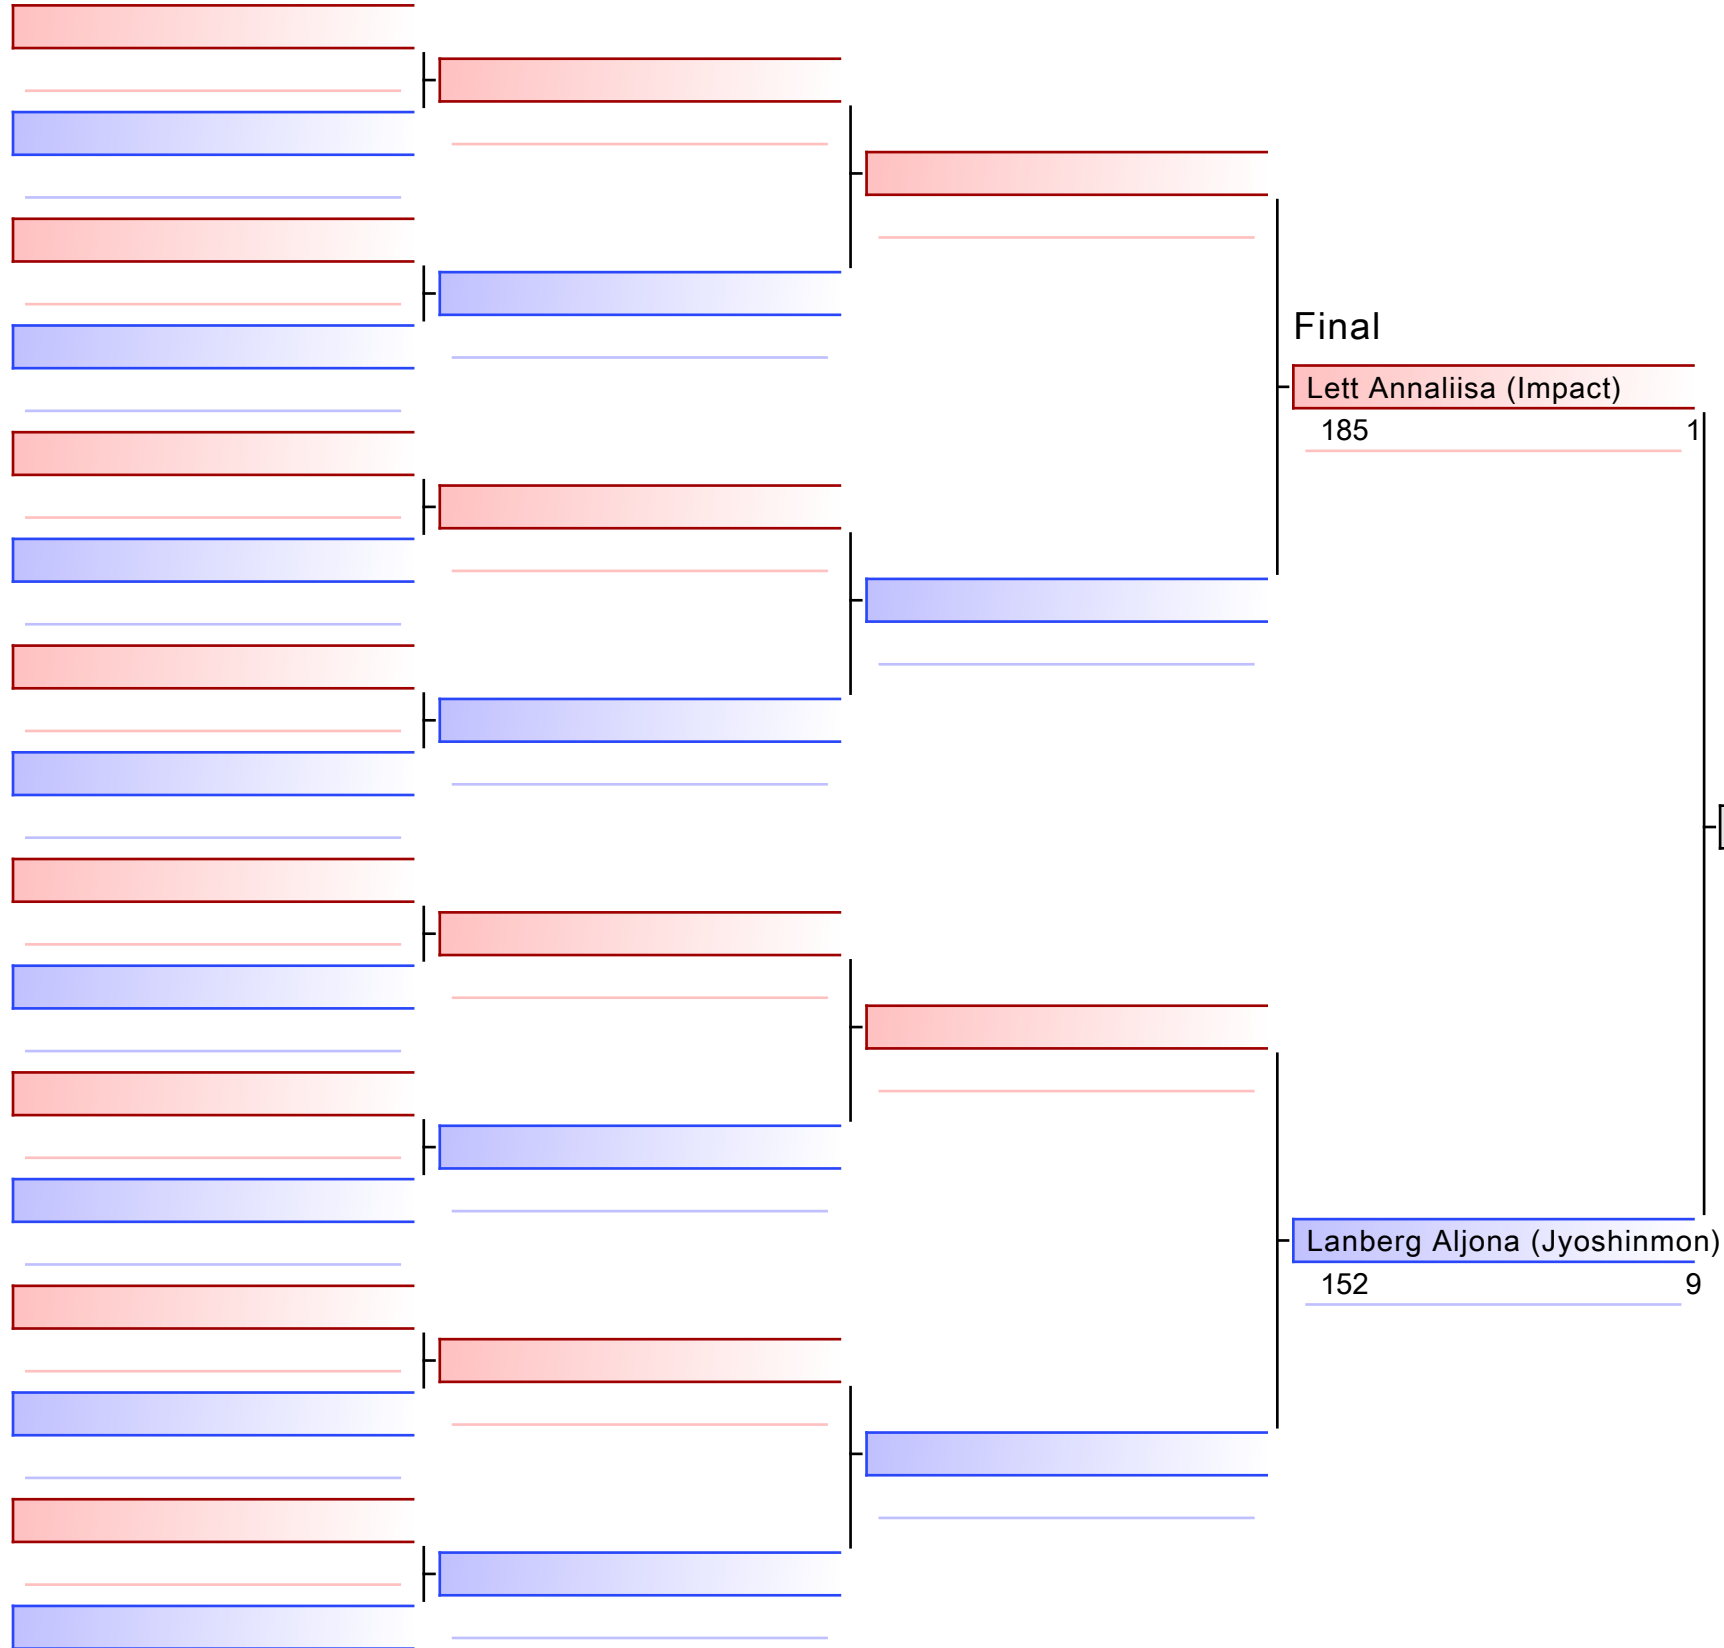 Final
Lett Annaliisa (Impact)
185 1
Lanberg Aljona (Jyoshinmon)
152 9